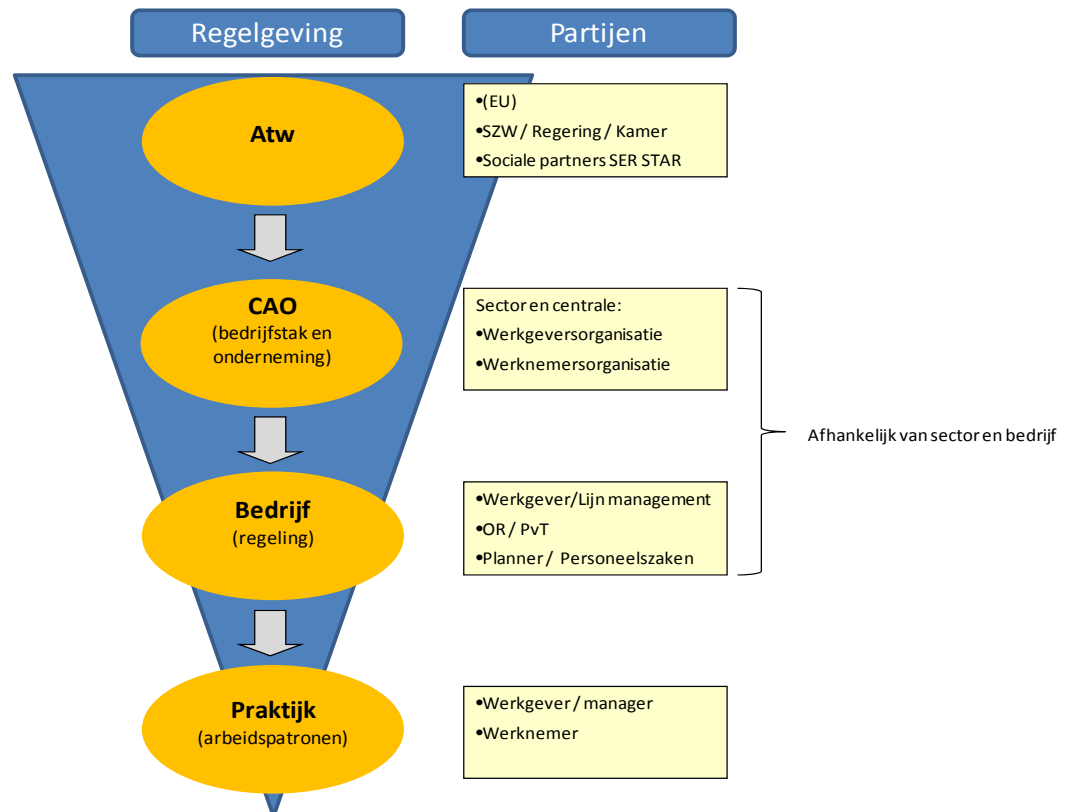 Regelgeving
Partijen
Atw
•(EU)
•SZW / Regering / Kamer
•Sociale partners SER STAR
CAO
(bedrijfstak en
onderneming)
Sector en centrale:
•Werkgeversorganisatie
•Werknemersorganisatie
Afhankelijk van sector en bedrijf
Bedrijf
(regeling)
•Werkgever/Lijn management
•OR / PvT
•Planner / Personeelszaken
Praktijk
(arbeidspatronen)
•Werkgever / manager
•Werknemer